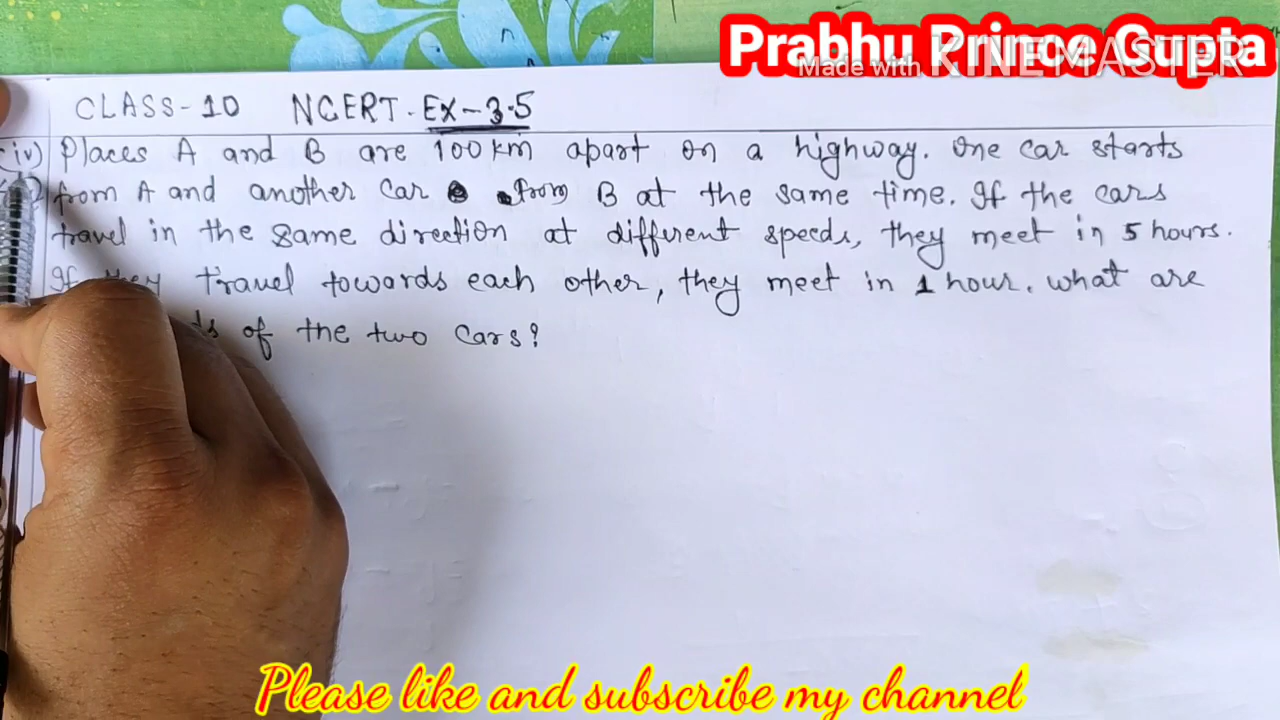 Prabhu Prince Gupta
Made with KINEMASTER
CLASS-10 NCERT-EX-3.5
(iv) Places A and B are 100 km apart on a highway. One car starts
from A and another car from B at the same time. If the cars
travel in the same direction at different speeds, they meet in 5 hours.
If they travel towards each other, they meet in 1 hour. what are
of the two cars?
Please like and subscribe my channel